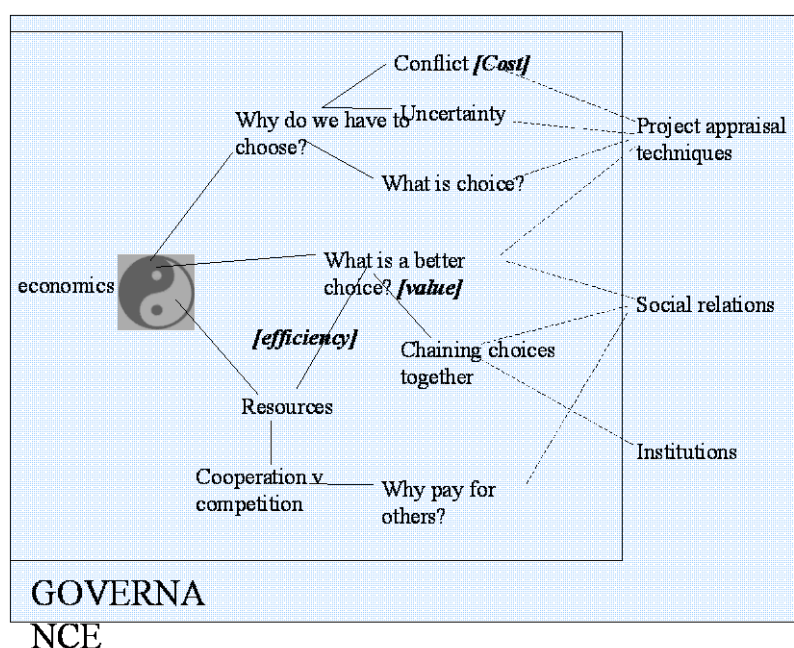 Conflict [Cost]
Uncertainty
Why do we have to
choose?
Project appraisal
techniques
What is choice?
What is a better
choice? [value]
economics
Social relations
[efficiency]
Chaining choices
together
Resources
Institutions
Cooperation v
competition
Why pay for
others?
GOVERNA
NCE